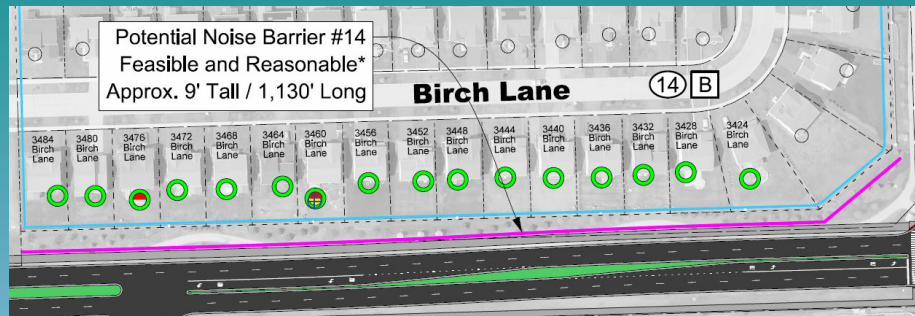 Potential Noise Barrier #14
Feasible and Reasonable*
Approx. 9' Tall / 1,130' Long
Birch Lane
14 B
3484
Birch
Lane
3480
Birch
Lane
3476
Birch
Lane
3472
Birch
Lane
3468
Birch
Lane
3464
Birch
Lane
3460
Birch
Lane
3456
Birch
Lane
3452
Birch
Lane
3448
Birch
Lane
3444
Birch
Lane
3440
Birch
Lane
3436
Birch
Lane
3432
Birch
Lane
3428
Birch
Lane
3424
Birch
Lane